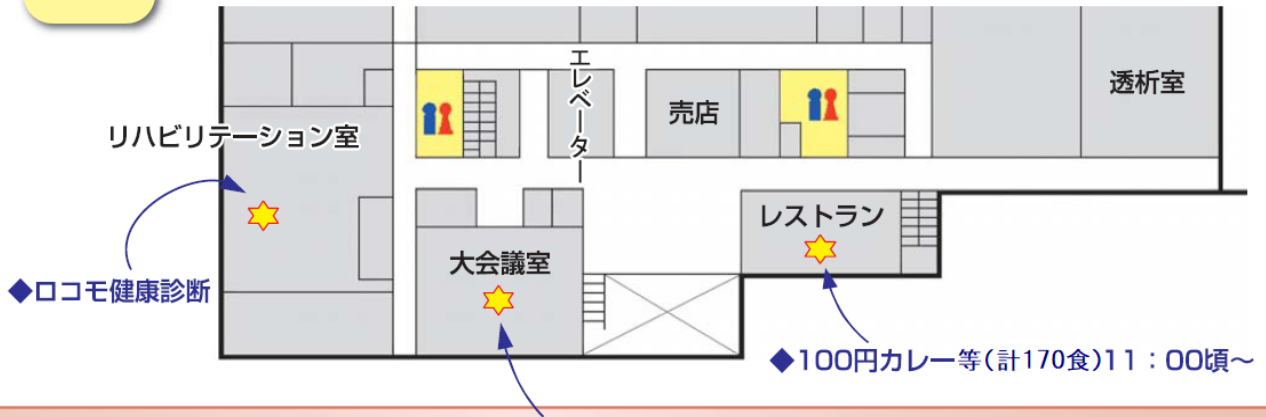 エレベーター
透析室
売店
リハビリテーション室
レストラン
大会議室
◆ロコモ健康診断
◆100円カレー等(計170食)11：00頃～